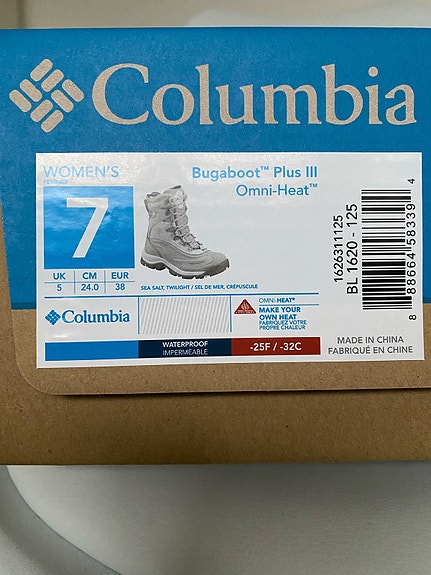 Columbia
WOMEN'S
FEMMES
7
UK CM EUR
5 24.0 38
Bugaboot™ Plus III
Omni-Heat™
SEA SALT, TWILIGHT / SEL DE MER, CRÉPUSCULE
Columbia
OMNI-HEAT®
MAKE YOUR
OWN HEAT
FABRIQUEZ VOTRE
PROPRE CHALEUR
WATERPROOF
IMPERMÉABLE
-25F / -32C
1626311125
BL 1620 - 125
8 88664 58339 4
MADE IN CHINA
FABRIQUÉ EN CHINE